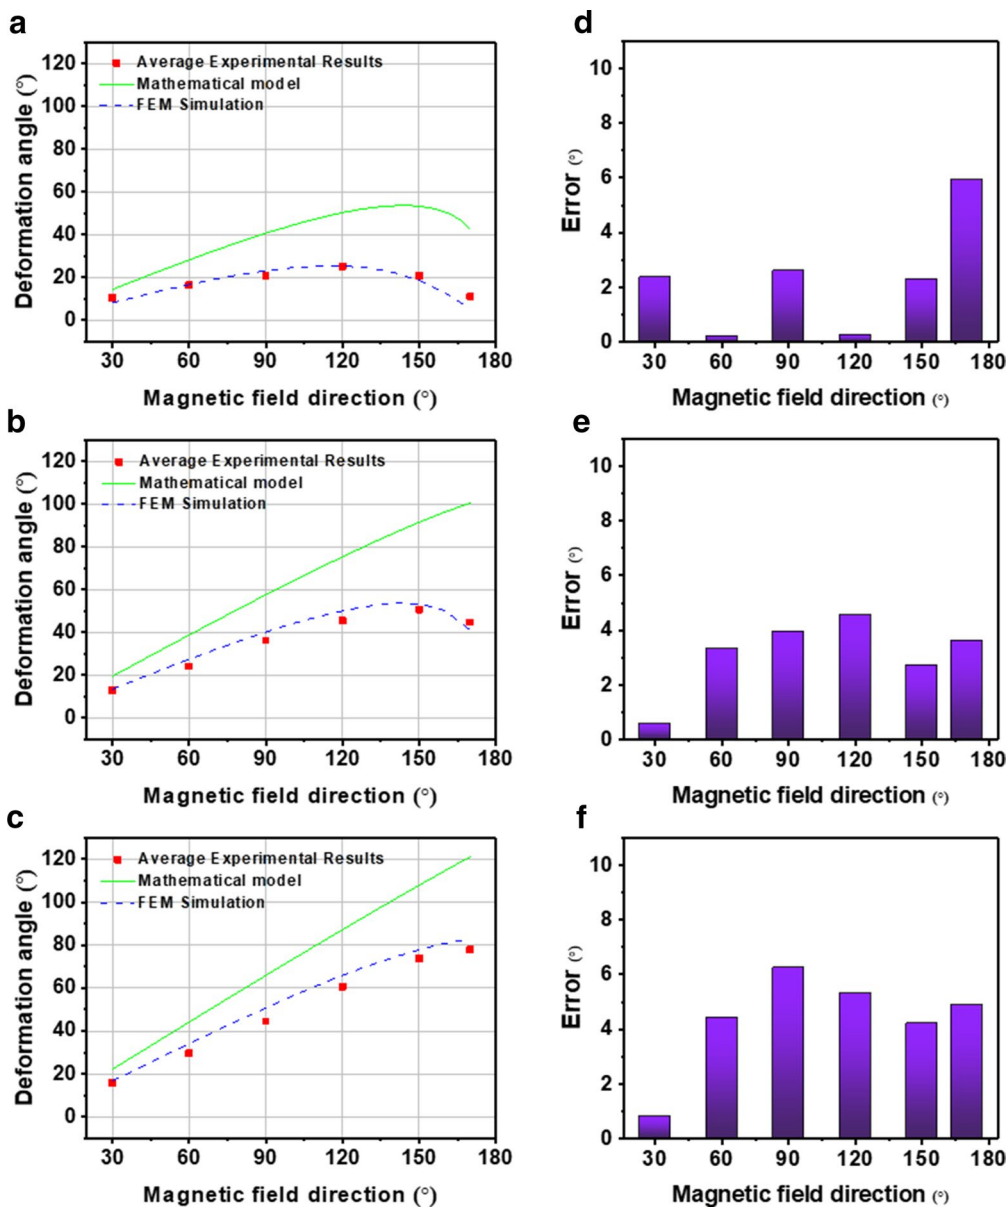 a
Deformation angle (°)
120
100
80
60
40
20
0
Average Experimental Results
Mathematical model
FEM Simulation
30 60 90 120 150 180
Magnetic field direction (°)
d
Error (°)
10
8
6
4
2
0
30 60 90 120 150 180
Magnetic field direction (°)
b
Deformation angle (°)
120
100
80
60
40
20
0
Average Experimental Results
Mathematical model
FEM Simulation
30 60 90 120 150 180
Magnetic field direction (°)
e
Error (°)
10
8
6
4
2
0
30 60 90 120 150 180
Magnetic field direction (°)
c
Deformation angle (°)
120
100
80
60
40
20
0
Average Experimental Results
Mathematical model
FEM Simulation
30 60 90 120 150 180
Magnetic field direction (°)
f
Error (°)
10
8
6
4
2
0
30 60 90 120 150 180
Magnetic field direction (°)